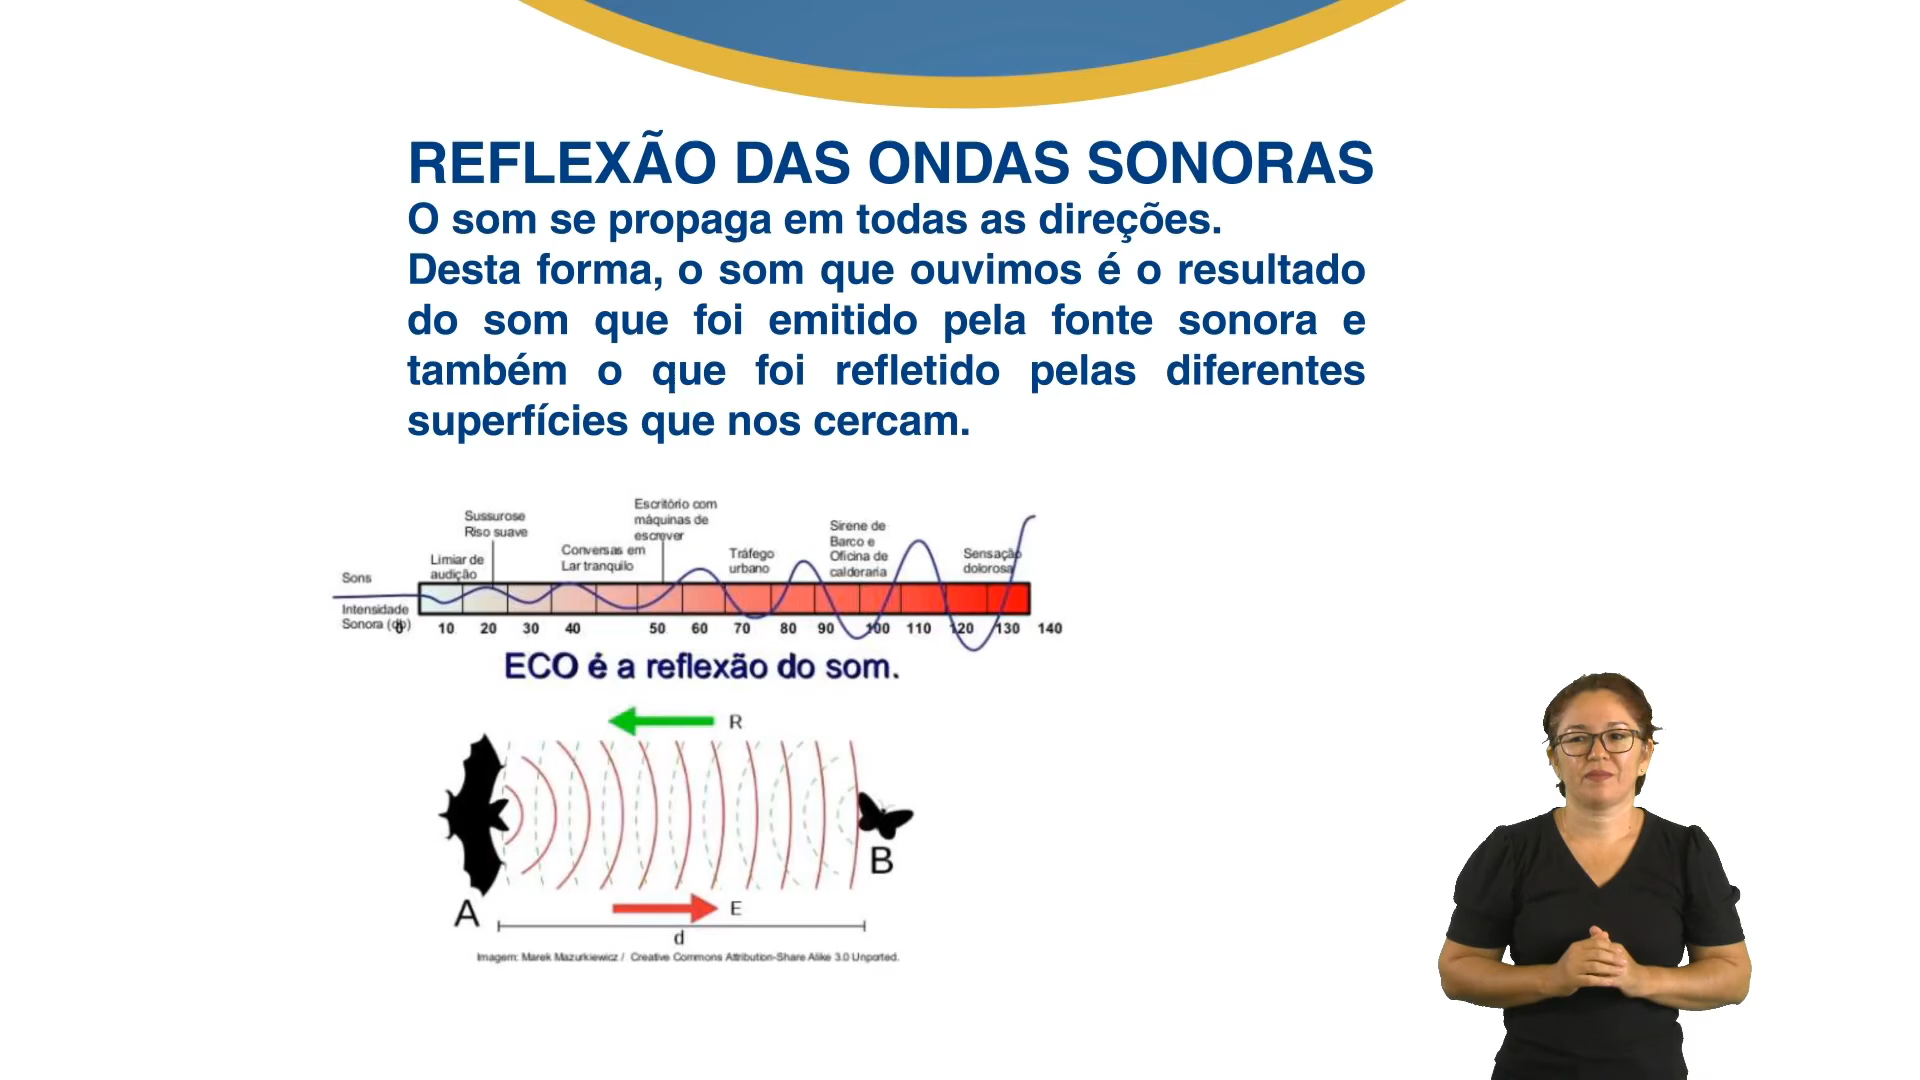 REFLEXÃO DAS ONDAS SONORAS
O som se propaga em todas as direções.
Desta forma, o som que ouvimos é o resultado
do som que foi emitido pela fonte sonora e
também o que foi refletido pelas diferentes
superfícies que nos cercam.
Sons
Limiar de
audição
Sussurose
Riso suave
Conversas em
Lar tranquilo
Escritório com
máquinas de
escrever
Tráfego
urbano
Sirene de
Barco e
Oficina de
calderaria
Sensação
dolorosa
Intensidade
Sonora (db)
0 10 20 30 40 50 60 70 80 90 100 110 120 130 140
ECO é a reflexão do som.
R
B
A
E
d
Imagem: Marek Mazurkiewicz / Creative Commons Attribution-Share Alike 3.0 Unported.